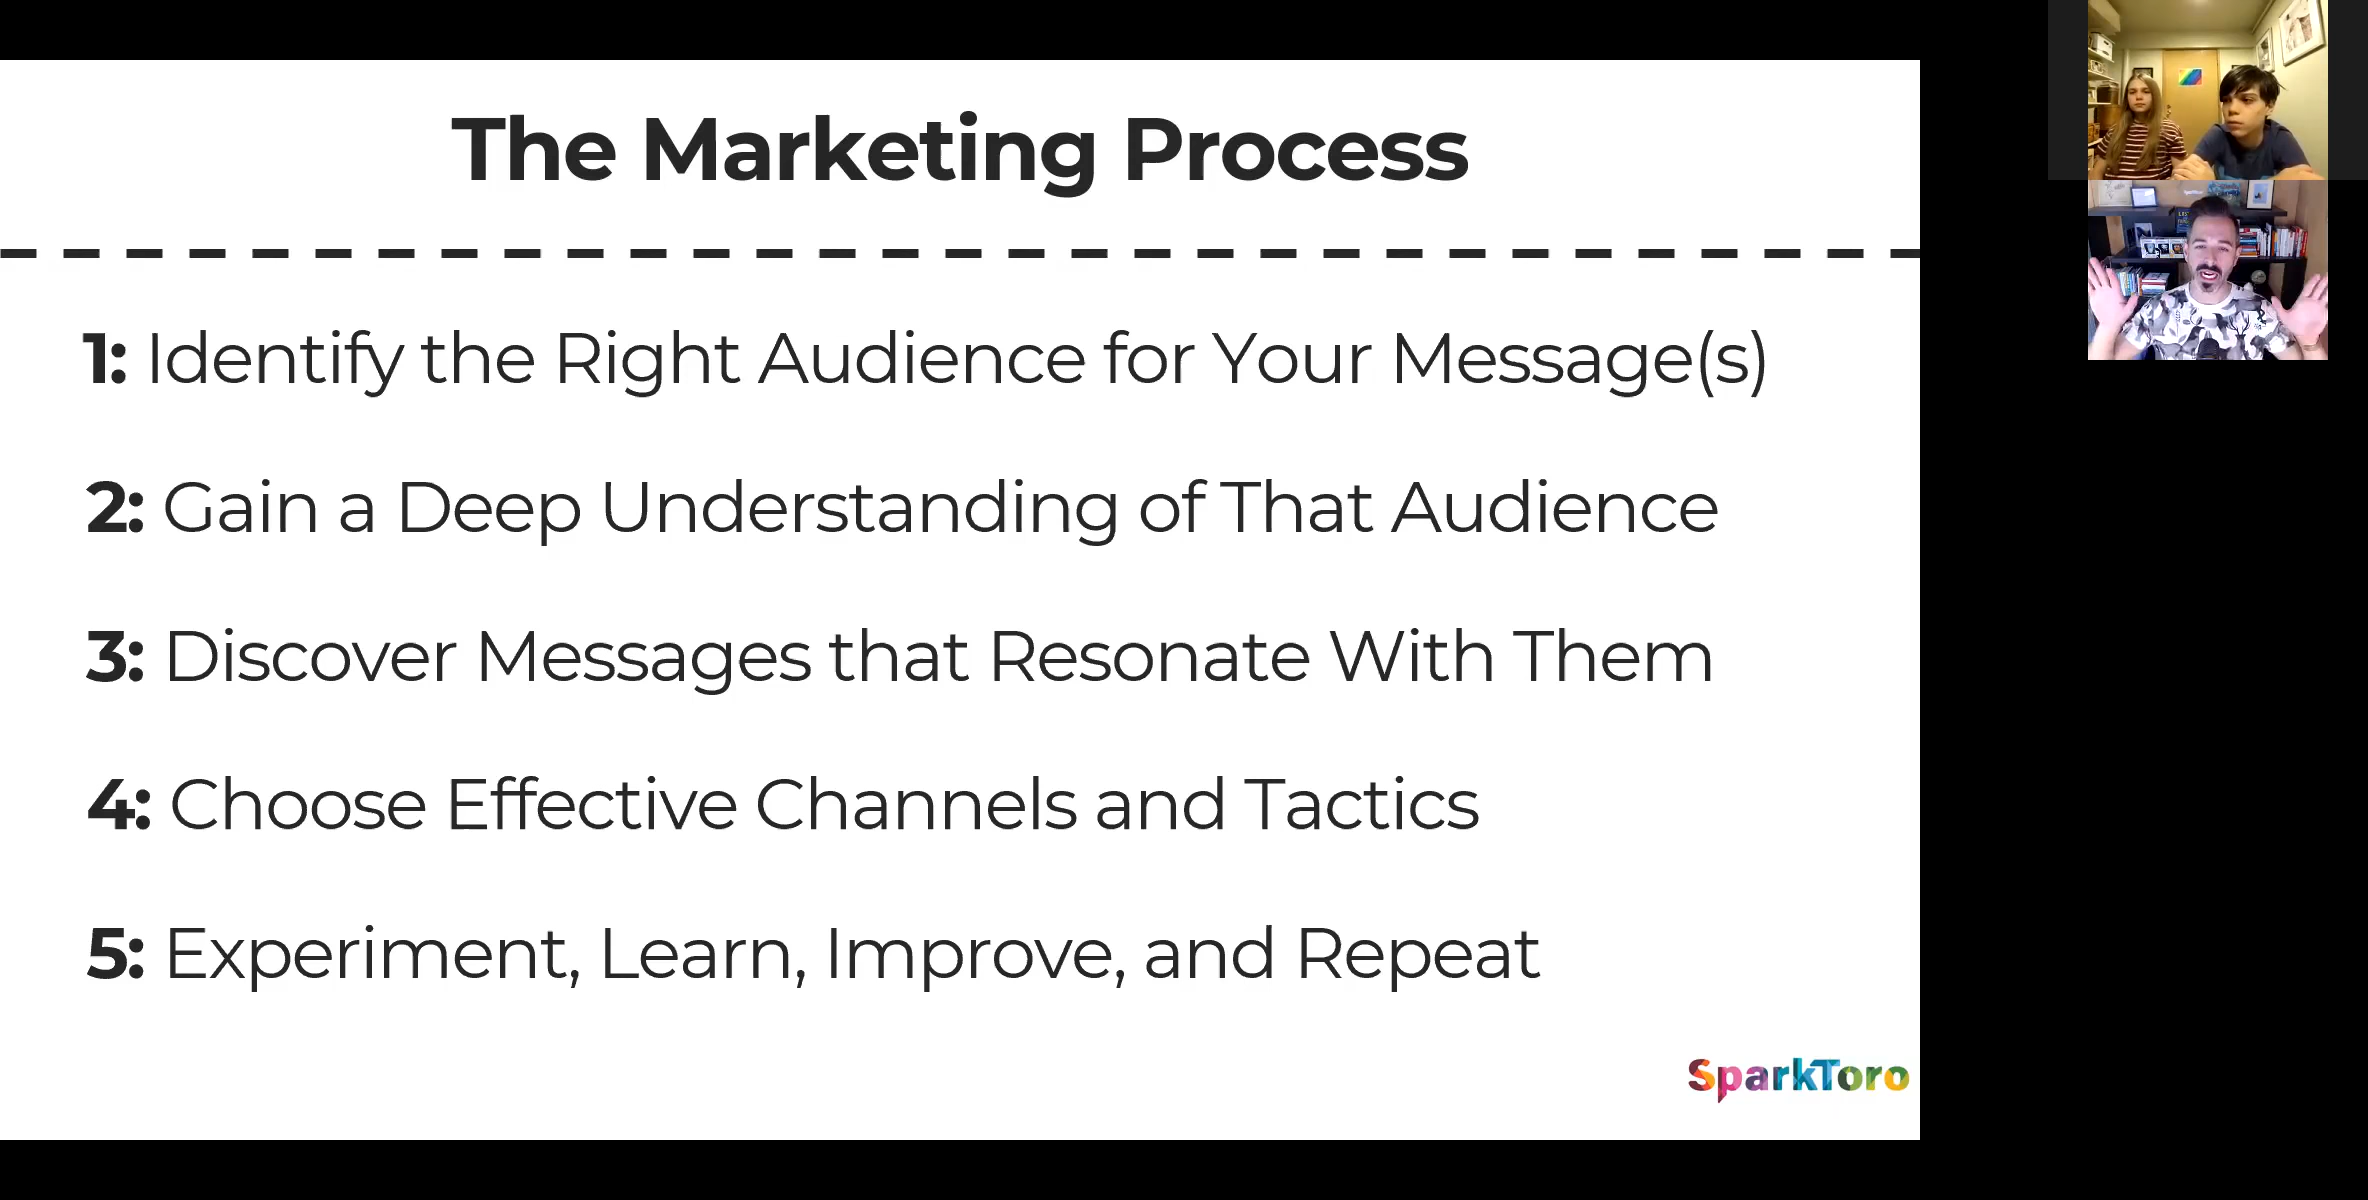 The Marketing Process
1: Identify the Right Audience for Your Message(s)
2: Gain a Deep Understanding of That Audience
3: Discover Messages that Resonate With Them
4: Choose Effective Channels and Tactics
5: Experiment, Learn, Improve, and Repeat
SparkToro